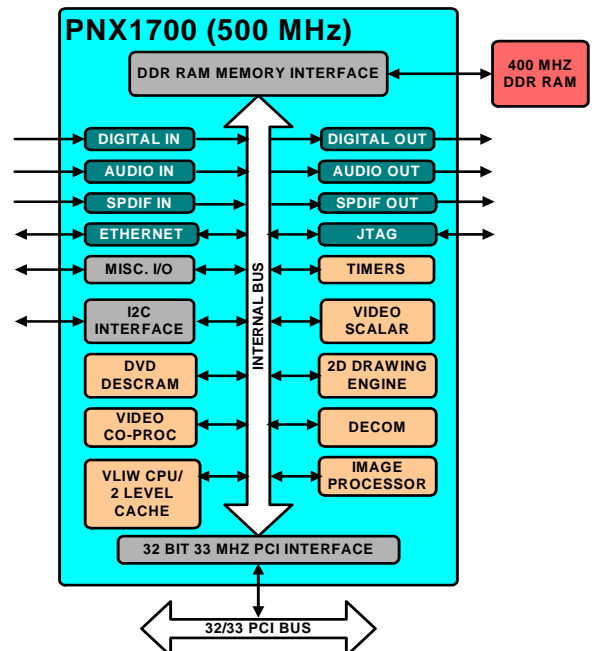 PNX1700 (500 MHz)
DDR RAM MEMORY INTERFACE
400 MHZ
DDR RAM
DIGITAL IN
DIGITAL OUT
AUDIO IN
AUDIO OUT
SPDIF IN
SPDIF OUT
ETHERNET
JTAG
MISC. I/O
TIMERS
INTERNAL BUS
I2C
INTERFACE
VIDEO
SCALAR
DVD
DESCRAM
2D DRAWING
ENGINE
VIDEO
CO-PROC
DECOM
VLIW CPU/
2 LEVEL
CACHE
IMAGE
PROCESSOR
32 BIT 33 MHZ PCI INTERFACE
32/33 PCI BUS